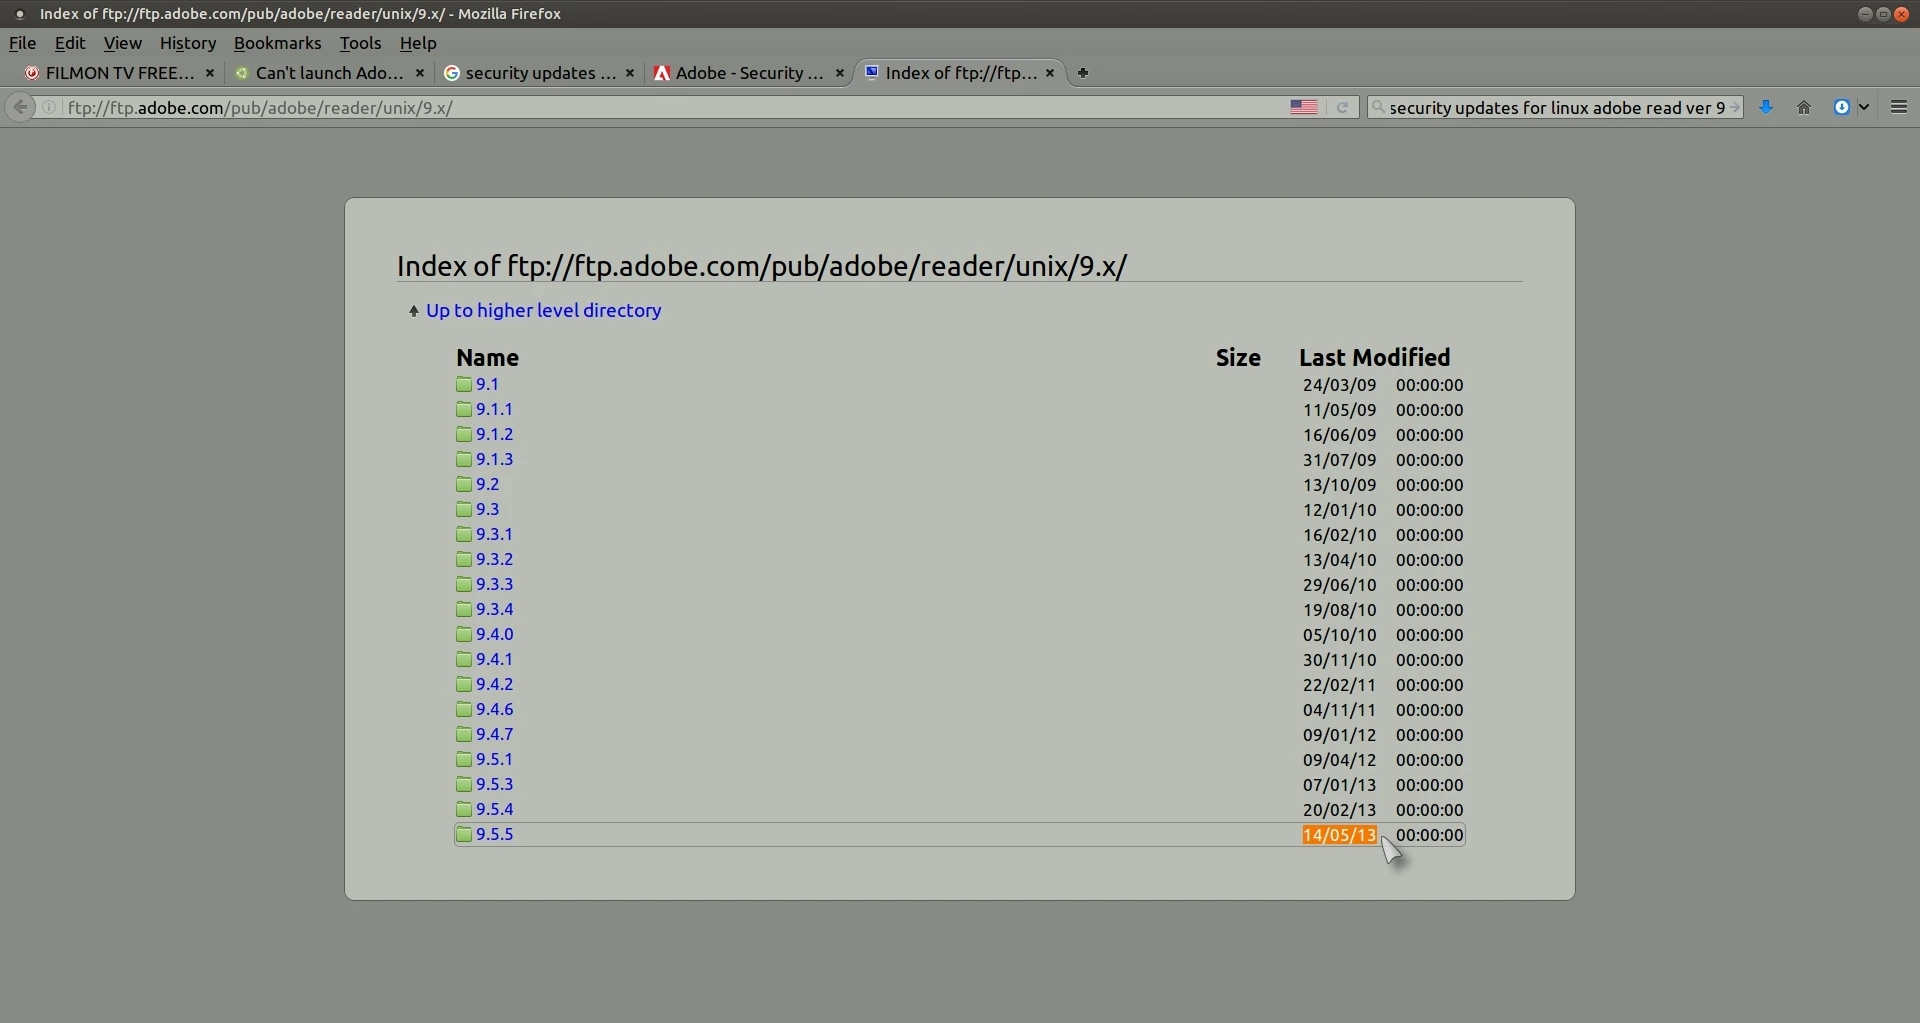 Index of ftp://ftp.adobe.com/pub/adobe/reader/unix/9.x/ - Mozilla Firefox
File Edit View History Bookmarks Tools Help
FILMON TV FREE... Can't launch Ado... security updates ... Adobe - Security ... Index of ftp://ftp...
ftp://ftp.adobe.com/pub/adobe/reader/unix/9.x/ security updates for linux adobe read ver 9
Index of ftp://ftp.adobe.com/pub/adobe/reader/unix/9.x/
Up to higher level directory
Name Size Last Modified
9.1 24/03/09 00:00:00
9.1.1 11/05/09 00:00:00
9.1.2 16/06/09 00:00:00
9.1.3 31/07/09 00:00:00
9.2 13/10/09 00:00:00
9.3 12/01/10 00:00:00
9.3.1 16/02/10 00:00:00
9.3.2 13/04/10 00:00:00
9.3.3 29/06/10 00:00:00
9.3.4 19/08/10 00:00:00
9.4.0 05/10/10 00:00:00
9.4.1 30/11/10 00:00:00
9.4.2 22/02/11 00:00:00
9.4.6 04/11/11 00:00:00
9.4.7 09/01/12 00:00:00
9.5.1 09/04/12 00:00:00
9.5.3 07/01/13 00:00:00
9.5.4 20/02/13 00:00:00
9.5.5 14/05/13 00:00:00